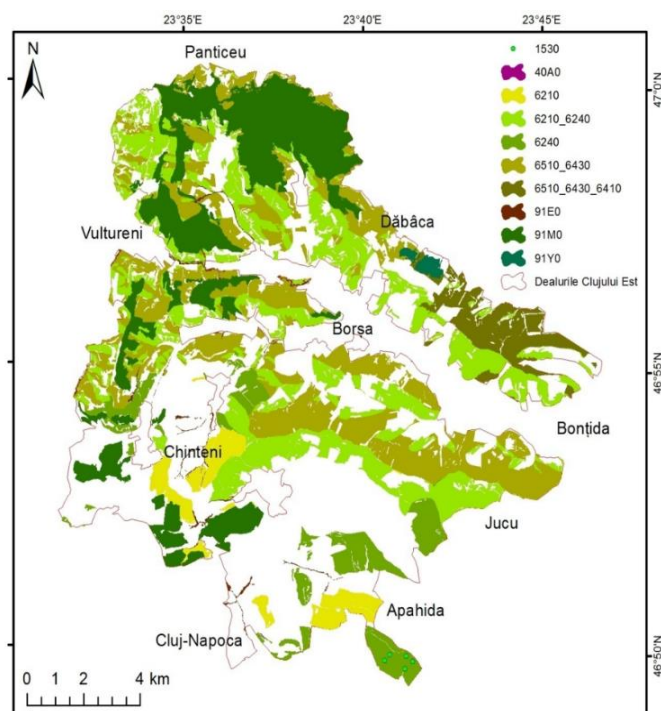 23°35' 23°40' 23°45'
N
Panticeu
1530
40A0
6210
6210_6240
6240
6510_6430
6510_6430_6410
91E0
91M0
91Y0
Dealurile Clujului Est
47°0'N
Vultureni
Dăbâca
Borșa
46°55'N
Bonțida
Chinteni
Jucu
Apahida
Cluj-Napoca
46°50'N
0 1 2 4 km